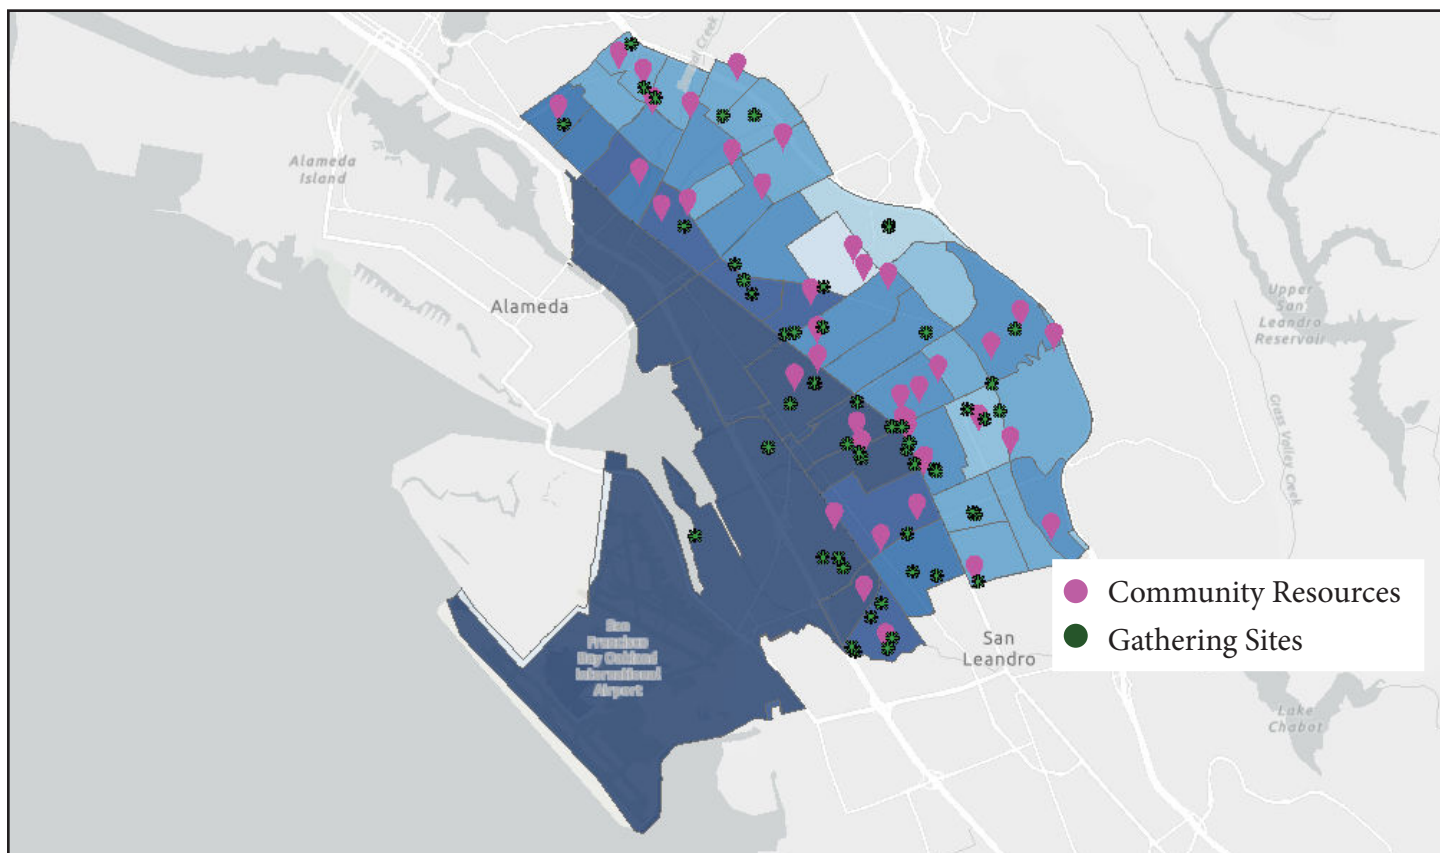 Alameda
Island
Alameda
San
Francisco
Bay Oakland
International
Airport
San
Leandro
Upper
San
Leandro
Reservoir
Grass Valley Creek
Lake
Chabot
Creek
Community Resources
Gathering Sites